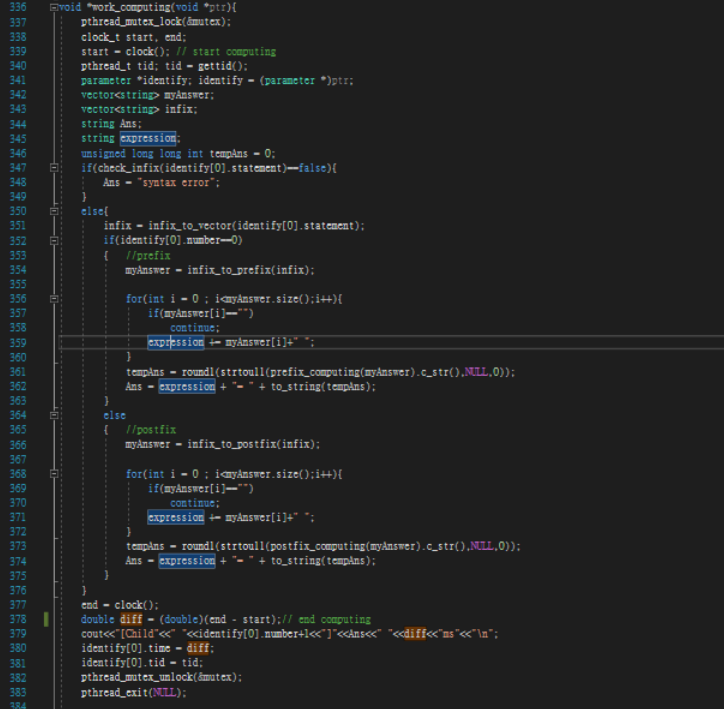 336 void *work_computing(void *ptr){
337 pthread_mutex_lock(&mutex);
338 clock_t start, end;
339 start = clock(); // start computing
340 pthread_t tid; tid = gettid();
341 parameter *identify; identify = (parameter *)ptr;
342 vector<string> myAnswer;
343 vector<string> infix;
344 string Ans;
345 string expression;
346 unsigned long long int tempAns = 0;
347 if(check_infix(identify[0].statement)==false){
348 Ans = "syntax error";
349 }
350 else{
351 infix = infix_to_vector(identify[0].statement);
352 if(identify[0].number==0)
353 { //prefix
354 myAnswer = infix_to_prefix(infix);
355
356 for(int i = 0 ; i<myAnswer.size();i++){
357 if(myAnswer[i]=="")
358 continue;
359 expression += myAnswer[i]+" ";
360 }
361 tempAns = roundl(strtoull(prefix_computing(myAnswer).c_str(),NULL,0));
362 Ans = expression + "= " + to_string(tempAns);
363 }
364 else
365 { //postfix
366 myAnswer = infix_to_postfix(infix);
367
368 for(int i = 0 ; i<myAnswer.size();i++){
369 if(myAnswer[i]=="")
370 continue;
371 expression += myAnswer[i]+" ";
372 }
373 tempAns = roundl(strtoull(postfix_computing(myAnswer).c_str(),NULL,0));
374 Ans = expression + "= " + to_string(tempAns);
375 }
376 }
377 end = clock();
378 double diff = (double)(end - start);// end computing
379 cout<<"[Child"<<" "<<identify[0].number+1<<"]"<<Ans<<" "<<diff<<"ms"<<"\n";
380 identify[0].time = diff;
381 identify[0].tid = tid;
382 pthread_mutex_unlock(&mutex);
383 pthread_exit(NULL);
384